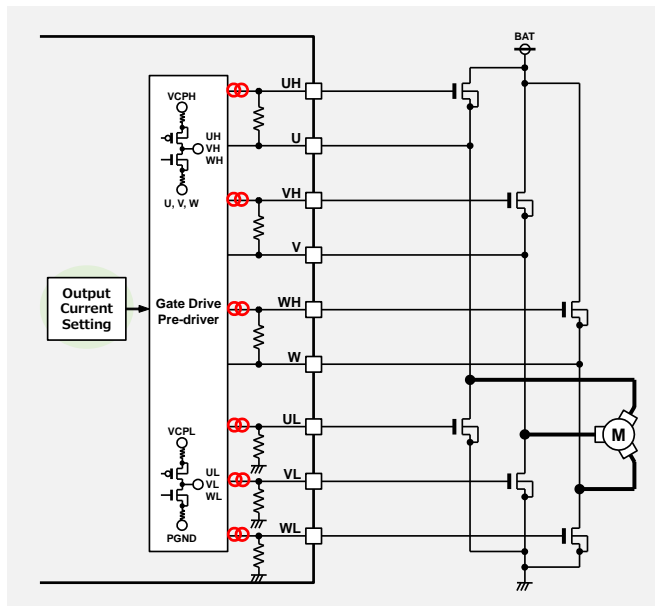 BAT
UH
VCPH
UH
VH
WH
U
U, V, W
VH
V
Output
Current
Setting
Gate Drive
Pre-driver
WH
W
UL
VCPL
M
UL
VL
WL
VL
PGND
WL